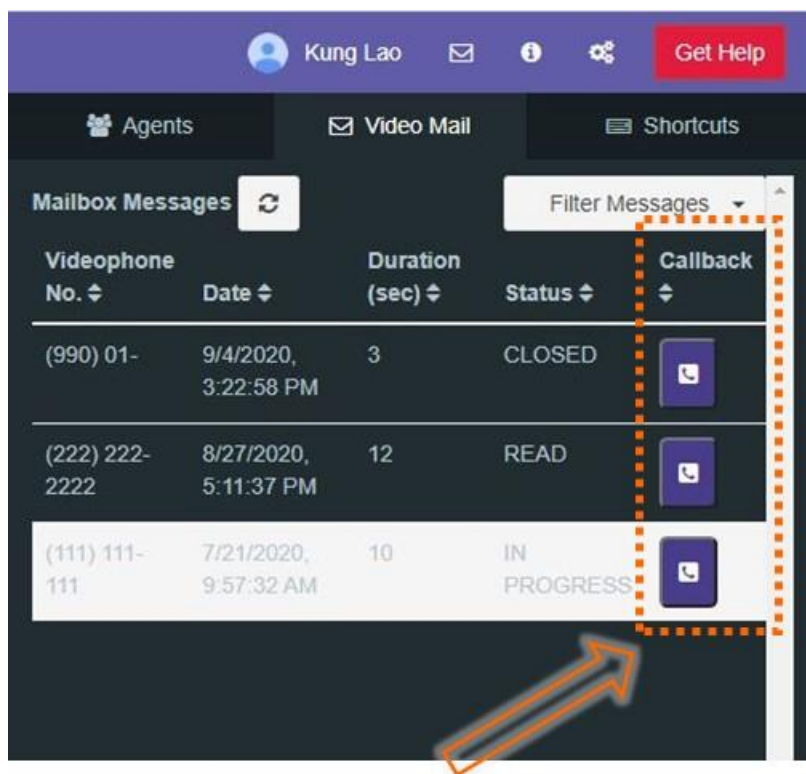 Kung Lao Get Help
Agents Video Mail Shortcuts
Mailbox Messages Filter Messages
Videophone Duration Callback
No. Date (sec) Status
(990) 01- 9/4/2020, 3 CLOSED
3:22:58 PM
(222) 222- 8/27/2020, 12 READ
2222 5:11:37 PM
(111) 111- 7/21/2020, 10 IN
111 9:57:32 AM PROGRESS